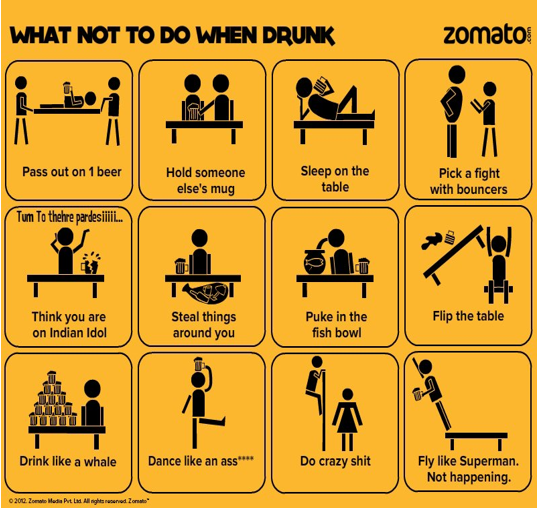 WHAT NOT TO DO WHEN DRUNK
zomato.com
Pass out on 1 beer
Hold someone
else's mug
Sleep on the
table
Pick a fight
with bouncers
Tum To thehre pardesiiiii...
Think you are
on Indian Idol
Steal things
around you
Puke in the
fish bowl
Flip the table
Drink like a whale
Dance like an ass****
Do crazy shit
Fly like Superman.
Not happening.
© 2012. Zomato Media Pvt. Ltd. All rights reserved. Zomato™